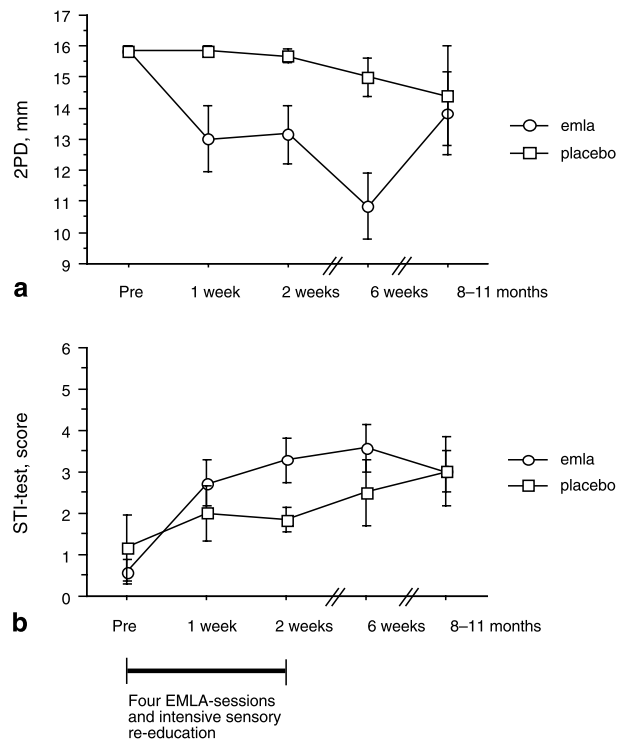 17
16
15
14
13
12
11
10
9
2PD, mm
emla
placebo
a
Pre 1 week 2 weeks 6 weeks 8–11 months
6
5
4
3
2
1
0
STI-test, score
emla
placebo
b
Pre 1 week 2 weeks 6 weeks 8–11 months
Four EMLA-sessions
and intensive sensory
re-education